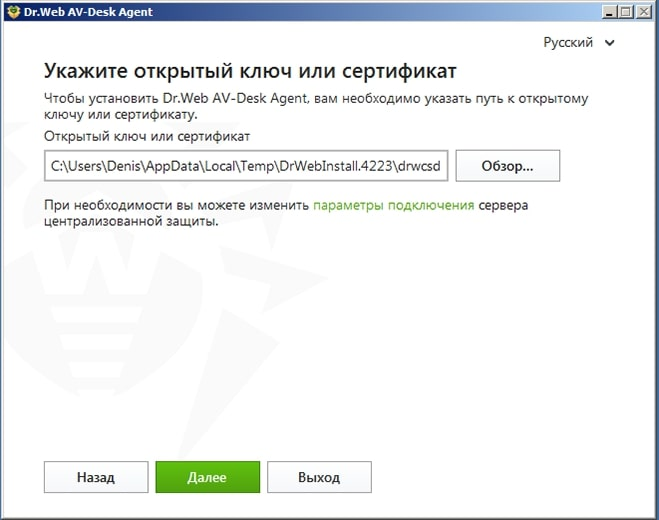 Dr.Web AV-Desk Agent
Русский
Укажите открытый ключ или сертификат
Чтобы установить Dr.Web AV-Desk Agent, вам необходимо указать путь к открытому
ключу или сертификату.
Открытый ключ или сертификат
C:\Users\Denis\AppData\Local\Temp\DrWebInstall.4223\drwcsd
Обзор...
При необходимости вы можете изменить параметры подключения сервера
централизованной защиты.
Назад
Далее
Выход